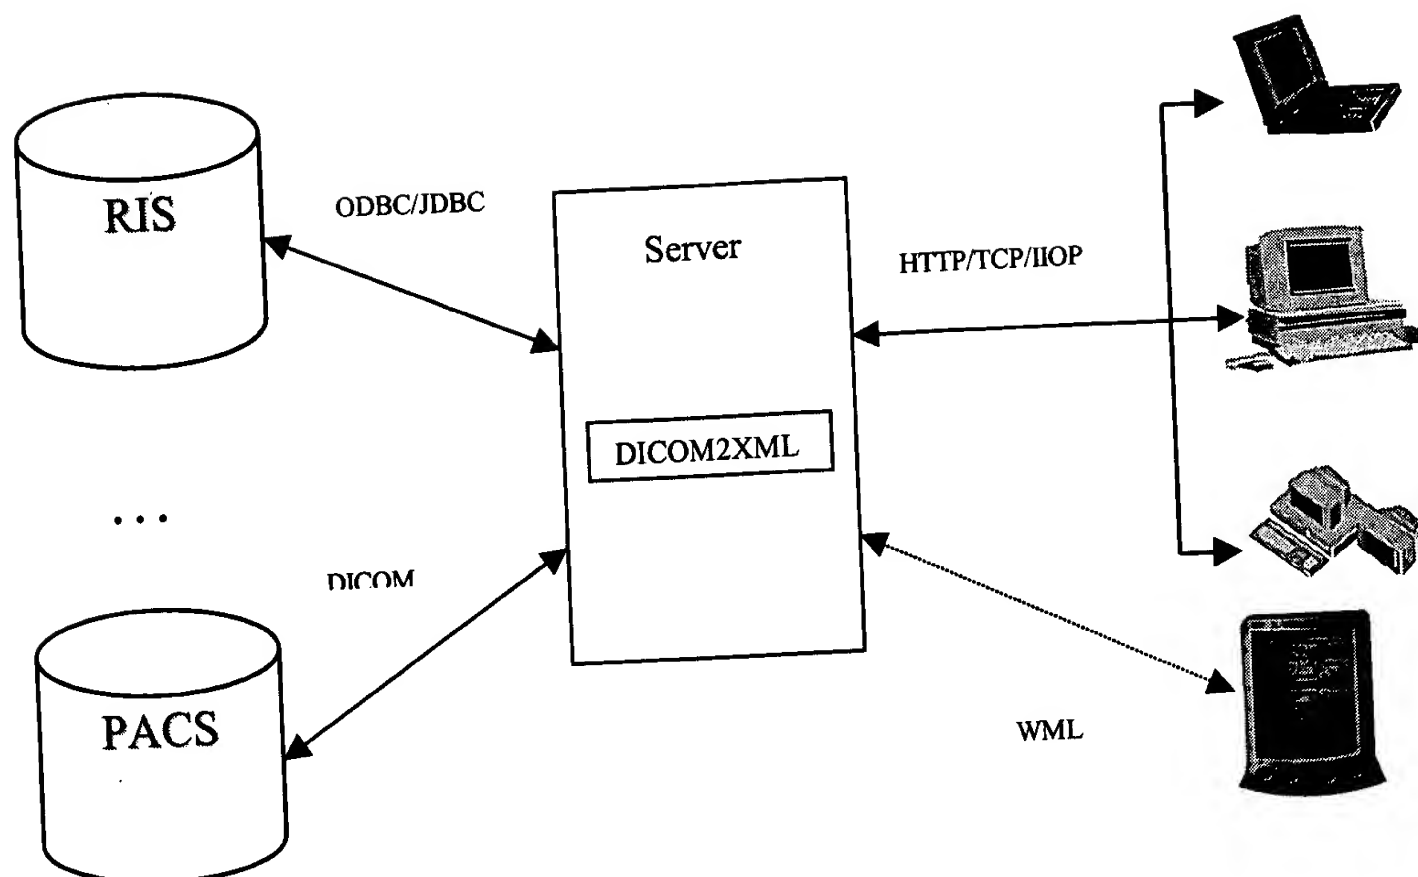 RIS
ODBC/JDBC
Server
HTTP/TCP/IIOP
DICOM2XML
...
DICOM
PACS
WML